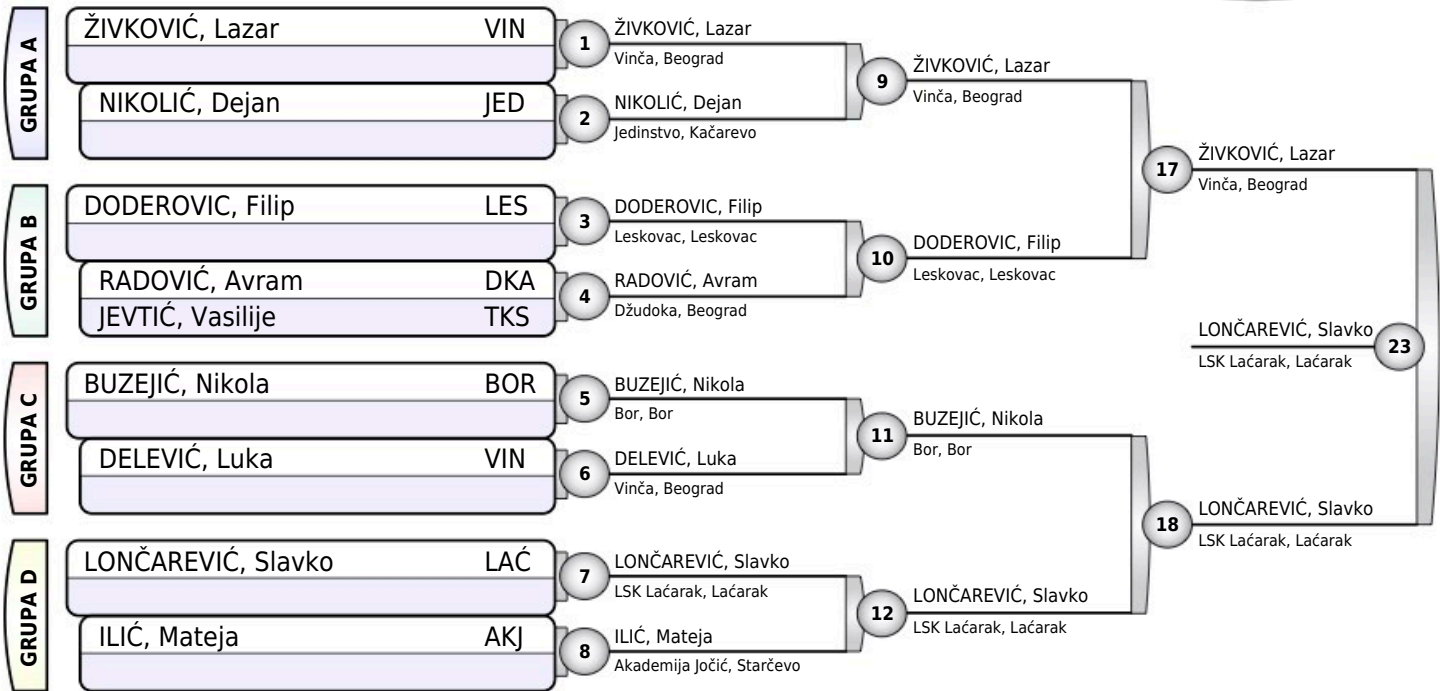 GRUPA A
ŽIVKOVIĆ, Lazar VIN
NIKOLIĆ, Dejan JED
GRUPA B
DODEROVIC, Filip LES
RADOVIĆ, Avram DKA
JEVTIĆ, Vasilije TKS
GRUPA C
BUZEJIĆ, Nikola BOR
DELEVIĆ, Luka VIN
GRUPA D
LONČAREVIĆ, Slavko LAĆ
ILIĆ, Mateja AKJ
1
ŽIVKOVIĆ, Lazar
Vinča, Beograd
2
NIKOLIĆ, Dejan
Jedinstvo, Kačarevo
3
DODEROVIC, Filip
Leskovac, Leskovac
4
RADOVIĆ, Avram
Džudoka, Beograd
5
BUZEJIĆ, Nikola
Bor, Bor
6
DELEVIĆ, Luka
Vinča, Beograd
7
LONČAREVIĆ, Slavko
LSK Laćarak, Laćarak
8
ILIĆ, Mateja
Akademija Jočić, Starčevo
9
ŽIVKOVIĆ, Lazar
Vinča, Beograd
10
DODEROVIC, Filip
Leskovac, Leskovac
11
BUZEJIĆ, Nikola
Bor, Bor
12
LONČAREVIĆ, Slavko
LSK Laćarak, Laćarak
17
ŽIVKOVIĆ, Lazar
Vinča, Beograd
18
LONČAREVIĆ, Slavko
LSK Laćarak, Laćarak
LONČAREVIĆ, Slavko
LSK Laćarak, Laćarak
23